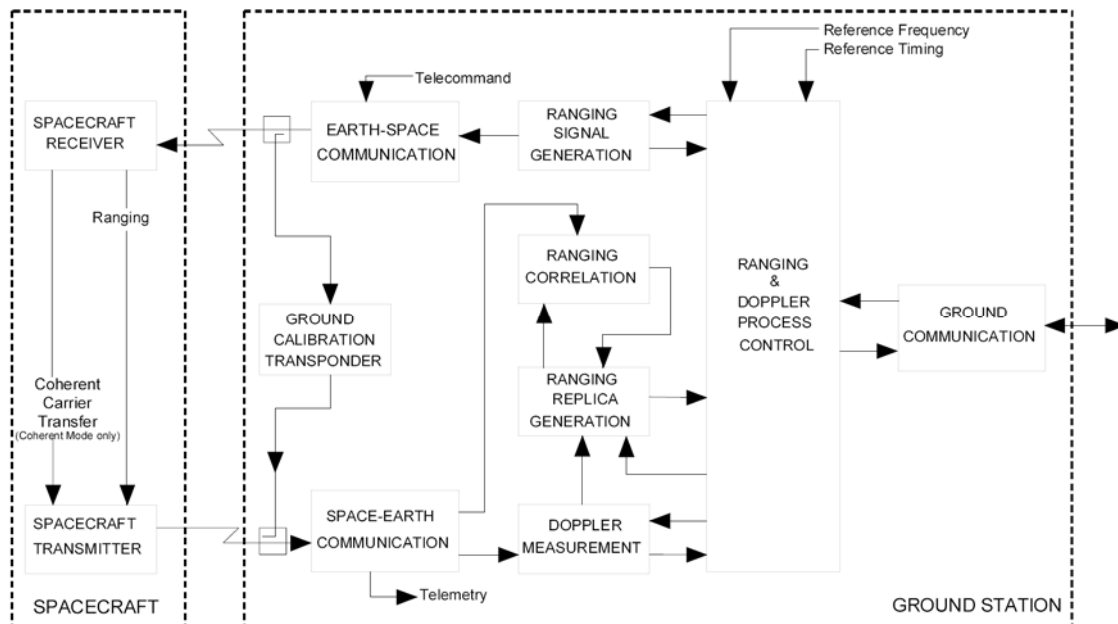 Reference Frequency
Reference Timing
Telecommand
SPACECRAFT
RECEIVER
EARTH-SPACE
COMMUNICATION
RANGING
SIGNAL
GENERATION
Ranging
RANGING
CORRELATION
RANGING
&
DOPPLER
PROCESS
CONTROL
GROUND
COMMUNICATION
GROUND
CALIBRATION
TRANSPONDER
RANGING
REPLICA
GENERATION
Coherent
Carrier
Transfer
(Coherent Mode only)
SPACECRAFT
TRANSMITTER
SPACE-EARTH
COMMUNICATION
DOPPLER
MEASUREMENT
Telemetry
SPACECRAFT
GROUND STATION